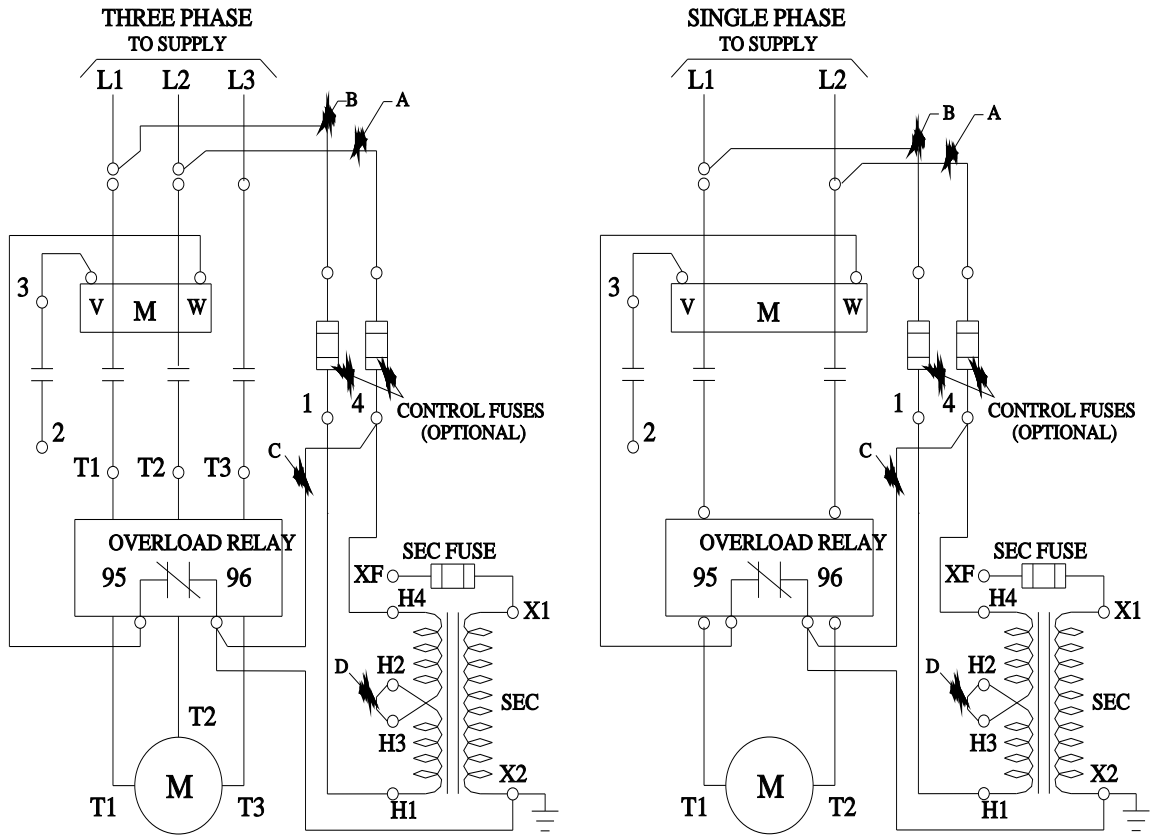 THREE PHASE
TO SUPPLY
L1 L2 L3
B A
3
V M W
1 4
CONTROL FUSES
(OPTIONAL)
2
C
T1 T2 T3
OVERLOAD RELAY
95 96
SEC FUSE
XF
H4 X1
D H2
SEC
T2
H3
M
X2
T1 T3
H1
SINGLE PHASE
TO SUPPLY
L1 L2
B A
3
V M W
1 4
CONTROL FUSES
(OPTIONAL)
2
C
OVERLOAD RELAY
95 96
SEC FUSE
XF
H4 X1
D H2
SEC
H3
M
X2
T1 T2
H1